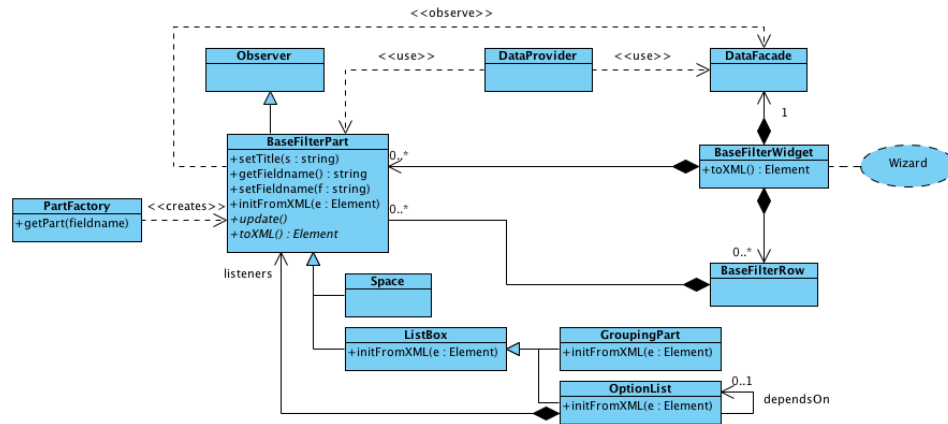 <<observe>>
Observer
<<use>>
DataProvider
<<use>>
DataFacade
1
BaseFilterPart
+setTitle(s : string)
+getFieldname() : string
+setFieldname(f : string)
+initFromXML(e : Element)
+update()
+toXML() : Element
0..*
BaseFilterWidget
+toXML() : Element
Wizard
PartFactory
+getPart(fieldname)
<<creates>>
0..*
0..*
BaseFilterRow
listeners
Space
ListBox
+initFromXML(e : Element)
GroupingPart
+initFromXML(e : Element)
OptionList
+initFromXML(e : Element)
0..1
dependsOn